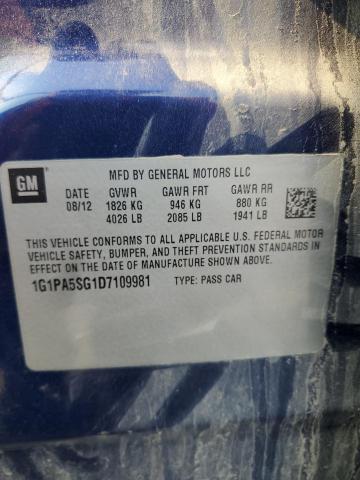 GM
MFD BY GENERAL MOTORS LLC
DATE GVWR GAWR FRT GAWR RR
08/12 1826 KG 946 KG 880 KG
4026 LB 2085 LB 1941 LB
THIS VEHICLE CONFORMS TO ALL APPLICABLE U.S. FEDERAL MOTOR
VEHICLE SAFETY, BUMPER, AND THEFT PREVENTION STANDARDS IN
EFFECT ON THE DATE OF MANUFACTURE SHOWN ABOVE.
1G1PA5SG1D7109981 TYPE: PASS CAR